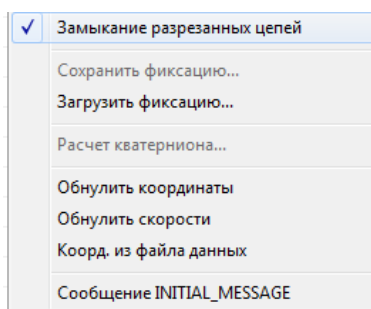 Замыкание разрезанных цепей
Сохранить фиксацию...
Загрузить фиксацию...
Расчет кватерниона...
Обнулить координаты
Обнулить скорости
Коорд. из файла данных
Сообщение INITIAL_MESSAGE